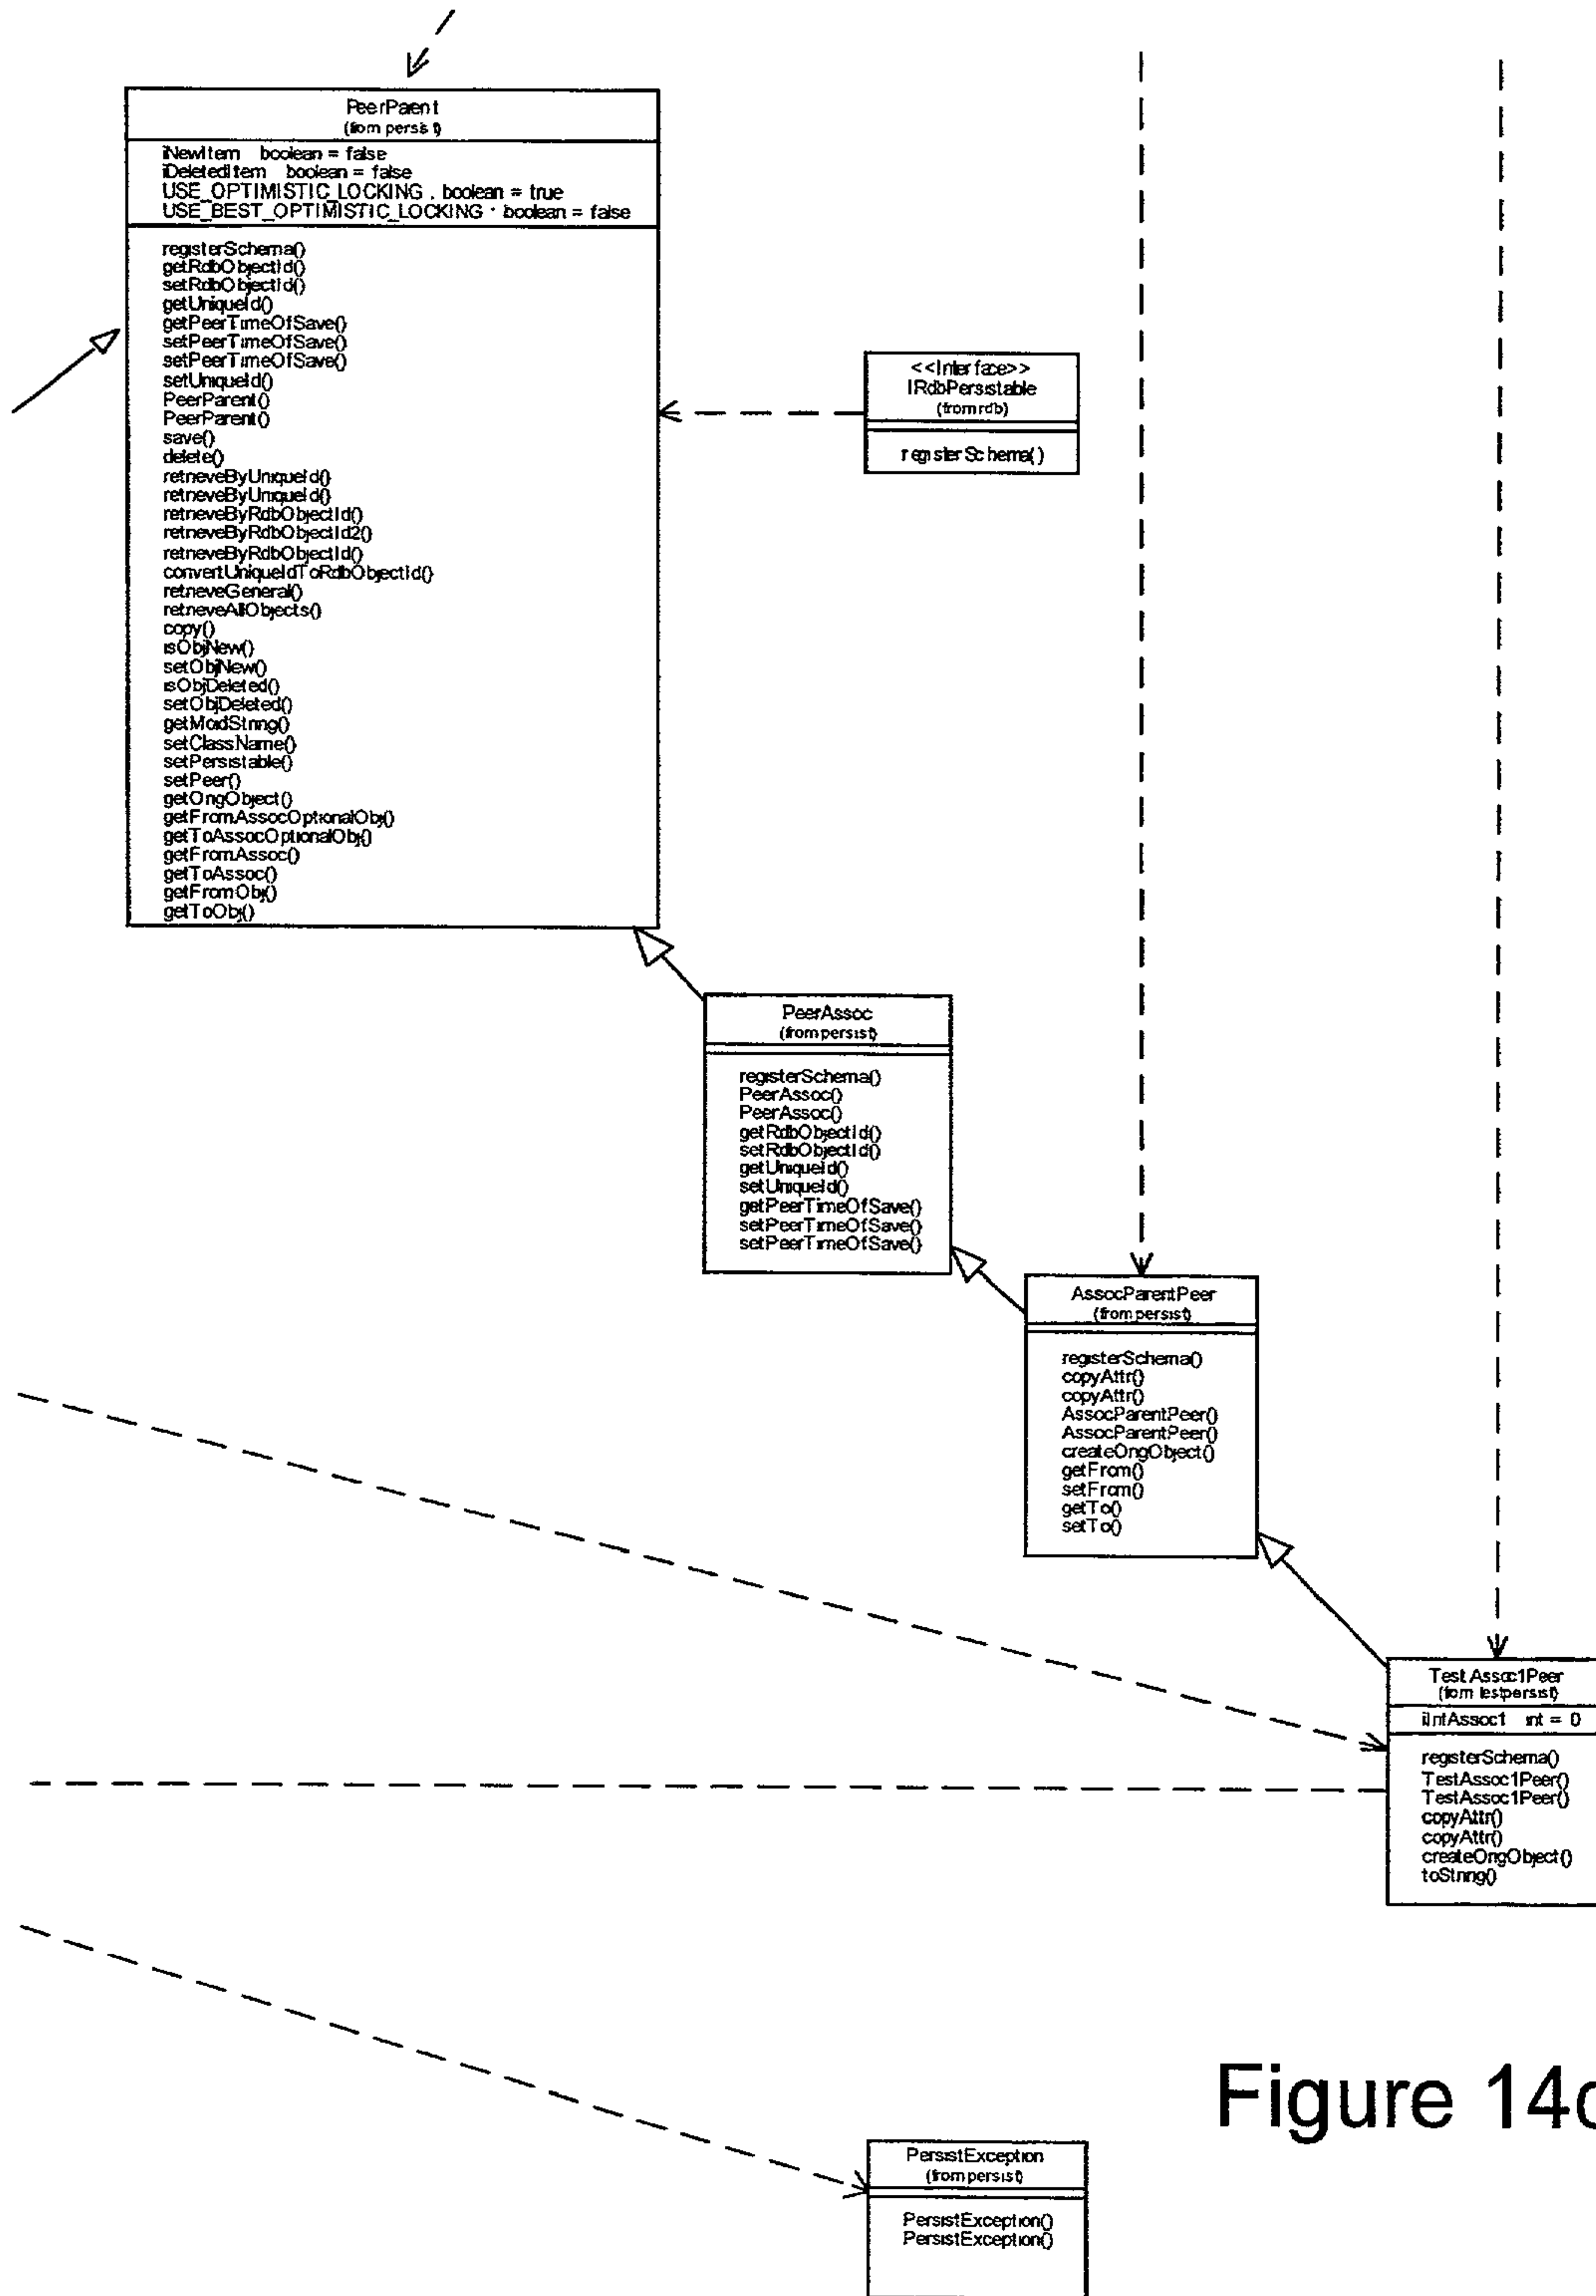 PeerParent
(from persist)
iNewItem boolean = false
iDeletedItem boolean = false
USE_OPTIMISTIC_LOCKING . boolean = true
USE_BEST_OPTIMISTIC_LOCKING · boolean = false
registerSchema()
getRdbObjectId()
setRdbObjectId()
getUniqueId()
getPeerTimeOfSave()
setPeerTimeOfSave()
setPeerTimeOfSave()
setUniqueId()
PeerParent()
PeerParent()
save()
delete()
retrieveByUniqueId()
retrieveByUniqueId()
retrieveByRdbObjectId()
retrieveByRdbObjectId2()
retrieveByRdbObjectId()
convertUniqueIdToRdbObjectId()
retrieveGeneral()
retrieveAllObjects()
copy()
isObjNew()
setObjNew()
isObjDeleted()
setObjDeleted()
getModString()
setClassName()
setPersistable()
setPeer()
getOrigObject()
getFromAssocOptionalObj()
getToAssocOptionalObj()
getFromAssoc()
getToAssoc()
getFromObj()
getToObj()
<<Interface>>
IRdbPersistable
(from rdb)
registerSchema()
PeerAssoc
(from persist)
registerSchema()
PeerAssoc()
PeerAssoc()
getRdbObjectId()
setRdbObjectId()
getUniqueId()
setUniqueId()
getPeerTimeOfSave()
setPeerTimeOfSave()
setPeerTimeOfSave()
AssocParentPeer
(from persist)
registerSchema()
copyAttr()
copyAttr()
AssocParentPeer()
AssocParentPeer()
createOrigObject()
getFrom()
setFrom()
getTo()
setTo()
TestAssoc1Peer
(from testpersist)
iIntAssoc1 int = 0
registerSchema()
TestAssoc1Peer()
TestAssoc1Peer()
copyAttr()
copyAttr()
createOrigObject()
toString()
Figure 14
PersistException
(from persist)
PersistException()
PersistException()